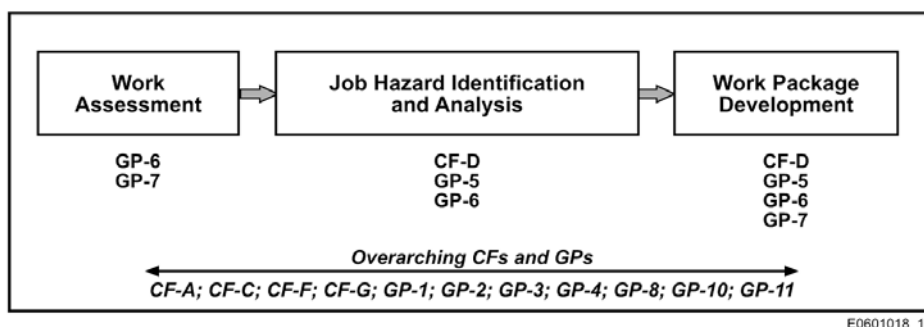 Work
Assessment
Job Hazard Identification
and Analysis
Work Package
Development
GP-6
GP-7
CF-D
GP-5
GP-6
CF-D
GP-5
GP-6
GP-7
Overarching CFs and GPs
CF-A; CF-C; CF-F; CF-G; GP-1; GP-2; GP-3; GP-4; GP-8; GP-10; GP-11
E0601018_1